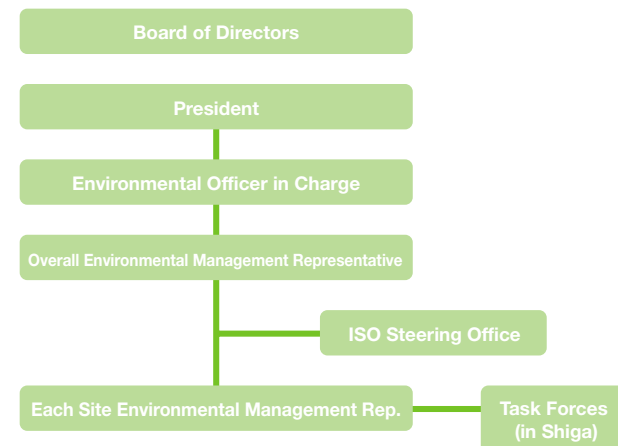 Board of Directors
President
Environmental Officer in Charge
Overall Environmental Management Representative
ISO Steering Office
Each Site Environmental Management Rep.
Task Forces
(in Shiga)